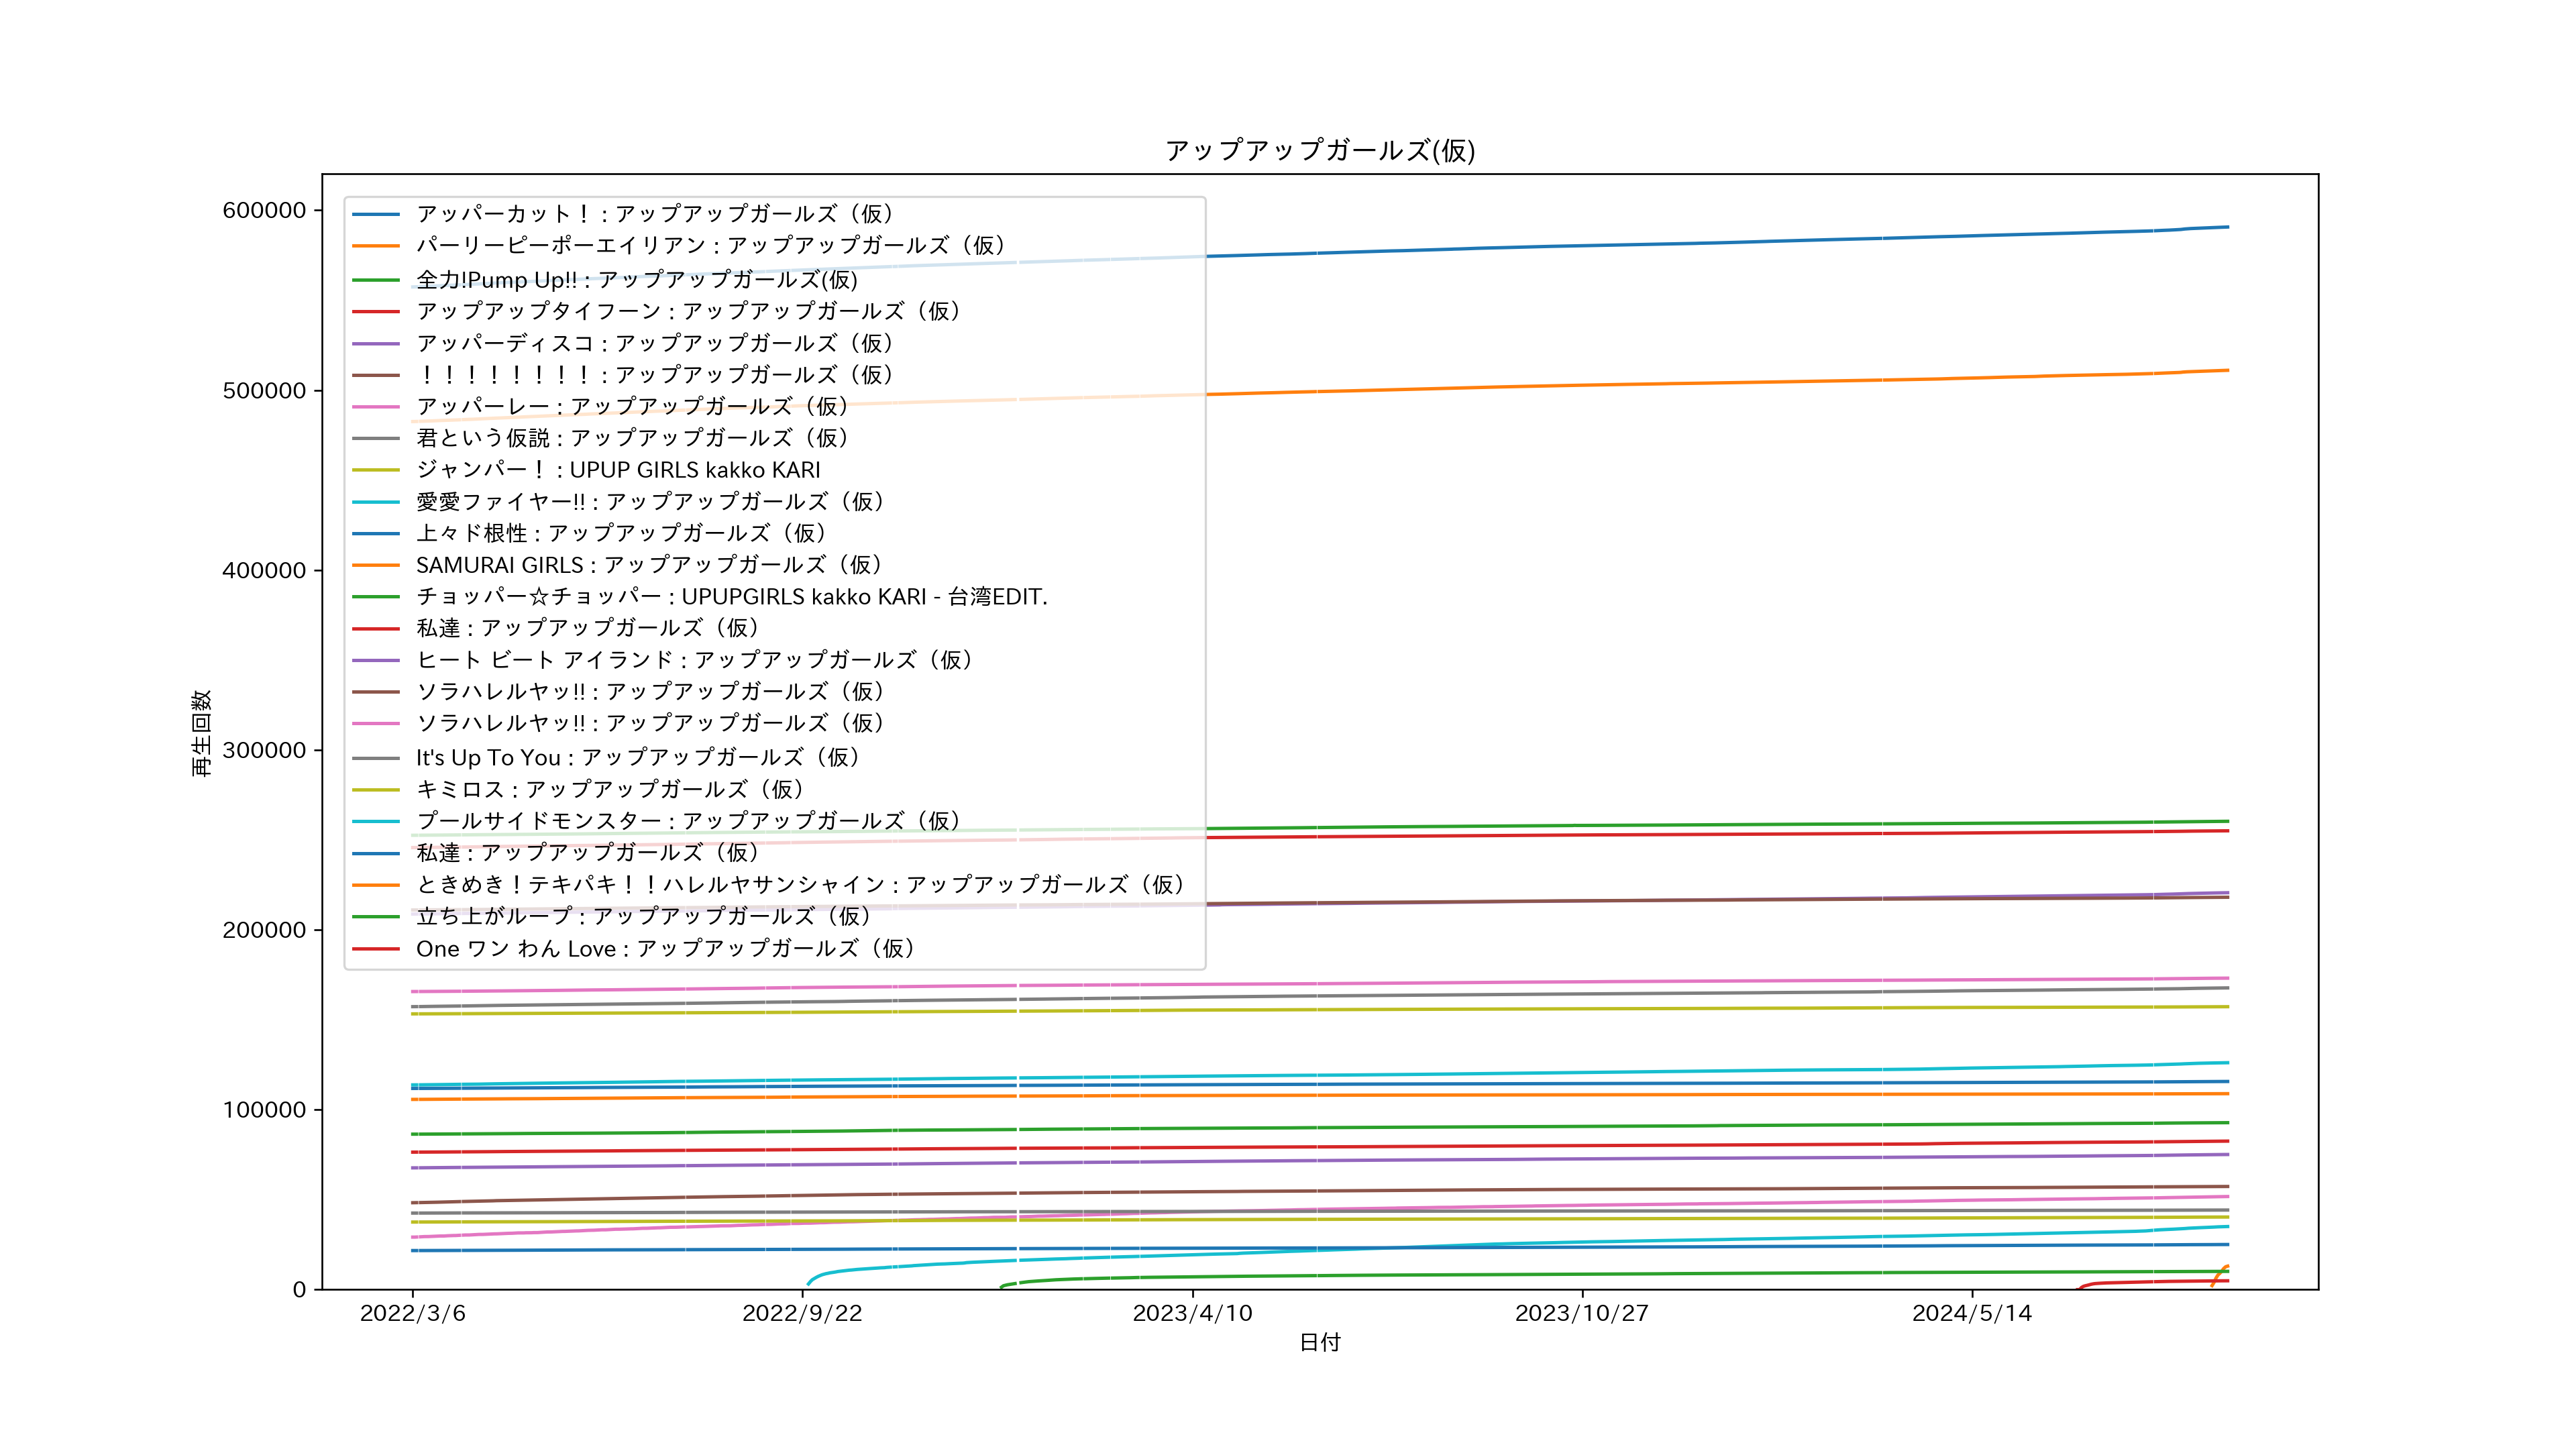 アップアップガールズ(仮)
600000
500000
400000
300000
200000
100000
0
再生回数
アッパーカット！ : アップアップガールズ（仮）
パーリーピーポーエイリアン : アップアップガールズ（仮）
全力!Pump Up!! : アップアップガールズ(仮)
アップアップタイフーン : アップアップガールズ（仮）
アッパーディスコ : アップアップガールズ（仮）
！！！！！！！！ : アップアップガールズ（仮）
アッパーレー : アップアップガールズ（仮）
君という仮説 : アップアップガールズ（仮）
ジャンパー！ : UPUP GIRLS kakko KARI
愛愛ファイヤー!! : アップアップガールズ（仮）
上々ド根性 : アップアップガールズ（仮）
SAMURAI GIRLS : アップアップガールズ（仮）
チョッパー☆チョッパー : UPUPGIRLS kakko KARI - 台湾EDIT.
私達 : アップアップガールズ（仮）
ヒート ビート アイランド : アップアップガールズ（仮）
ソラハレルヤッ!! : アップアップガールズ（仮）
ソラハレルヤッ!! : アップアップガールズ（仮）
It's Up To You : アップアップガールズ（仮）
キミロス : アップアップガールズ（仮）
プールサイドモンスター : アップアップガールズ（仮）
私達 : アップアップガールズ（仮）
ときめき！テキパキ！！ハレルヤサンシャイン : アップアップガールズ（仮）
立ち上がループ : アップアップガールズ（仮）
One ワン わん Love : アップアップガールズ（仮）
2022/3/6
2022/9/22
2023/4/10
2023/10/27
2024/5/14
日付